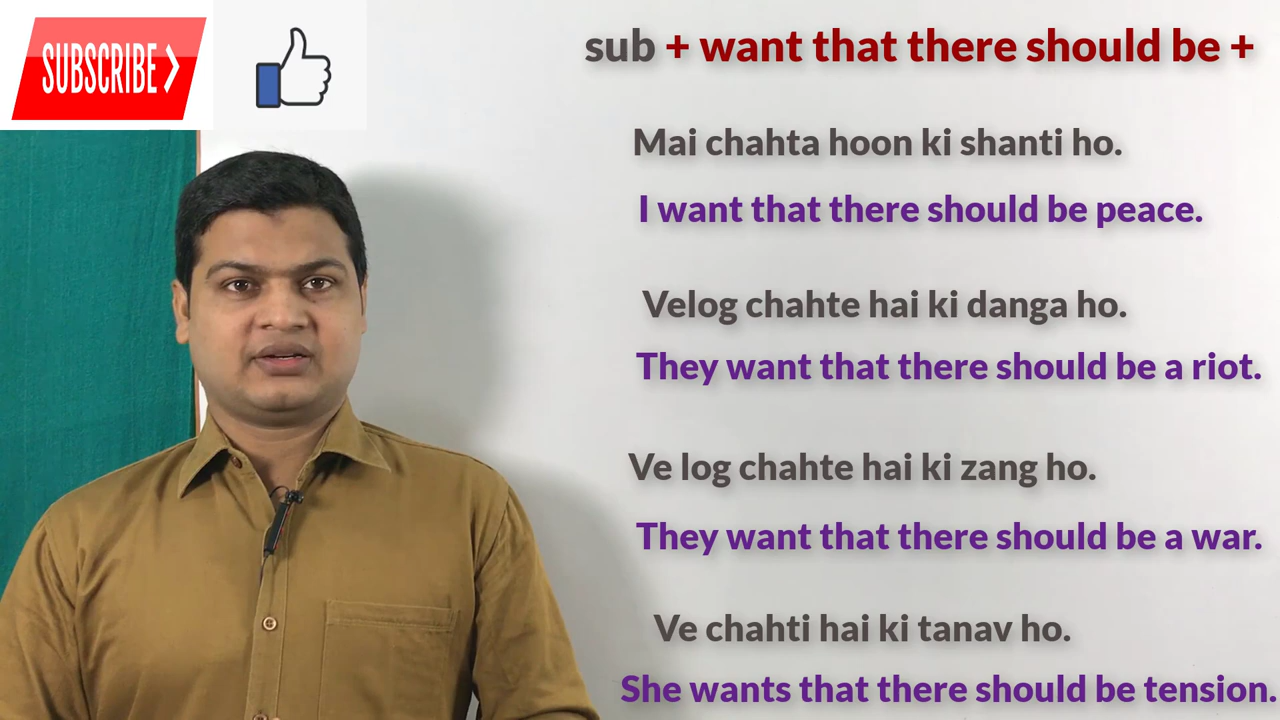 SUBSCRIBE
sub + want that there should be +
Mai chahta hoon ki shanti ho.
I want that there should be peace.
Velog chahte hai ki danga ho.
They want that there should be a riot.
Ve log chahte hai ki zang ho.
They want that there should be a war.
Ve chahti hai ki tanav ho.
She wants that there should be tension.